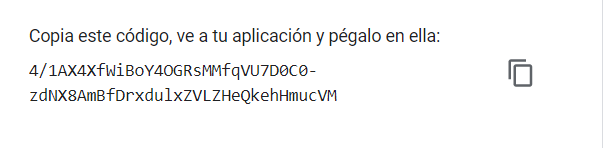 Copia este código, ve a tu aplicación y pégalo en ella:
4/1AX4XfWiBoY4OGRsMMfqVU7D0C0-
zdNX8AmBfDrxdulxZVLZHeQkehHmucVM